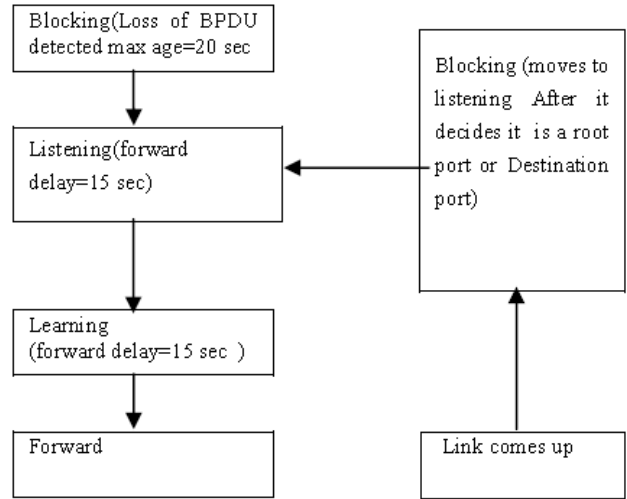 Blocking(Loss of BPDU
detected max age=20 sec
Listening(forward
delay=15 sec)
Learning
(forward delay=15 sec )
Forward
Blocking (moves to
listening After it
decides it is a root
port or Destination
port)
Link comes up